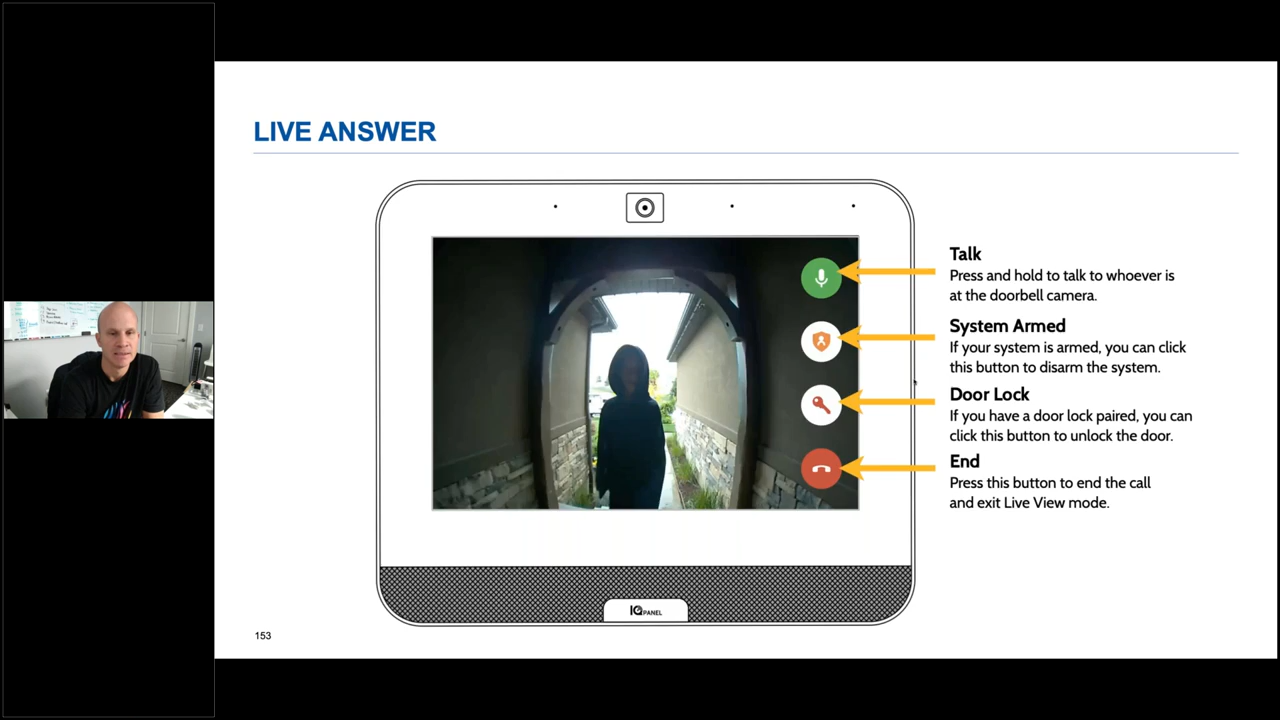 LIVE ANSWER
Talk
Press and hold to talk to whoever is
at the doorbell camera.
System Armed
If your system is armed, you can click
this button to disarm the system.
Door Lock
If you have a door lock paired, you can
click this button to unlock the door.
End
Press this button to end the call
and exit Live View mode.
IQ PANEL
153